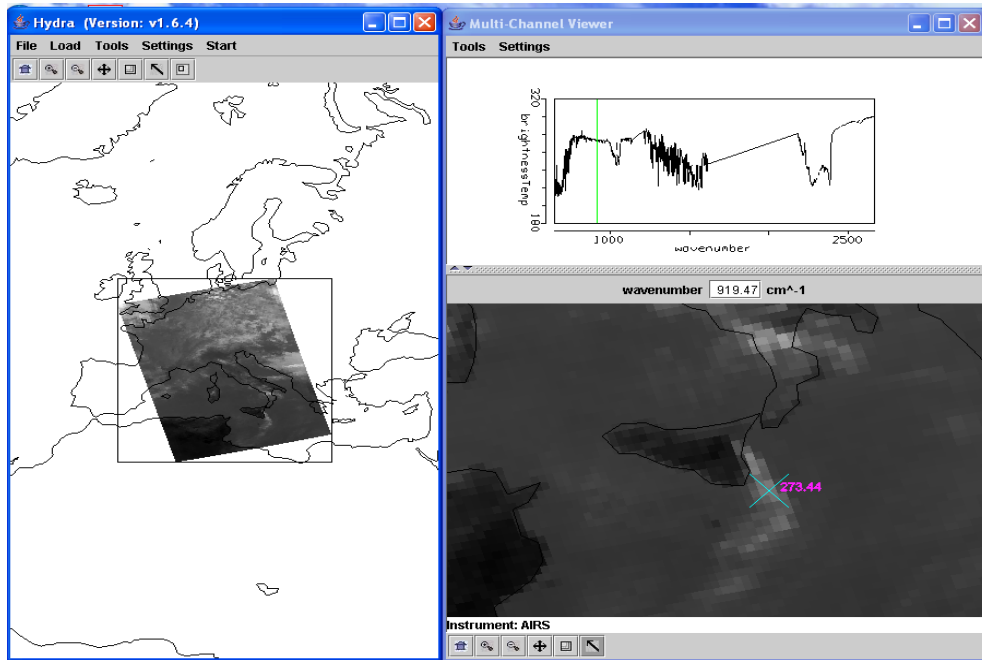 Hydra (Version: v1.6.4)
File Load Tools Settings Start
Multi-Channel Viewer
Tools Settings
320
brightnessTemp
180
1000
2500
wavenumber
wavenumber 919.47 cm^-1
273.44
Instrument: AIRS